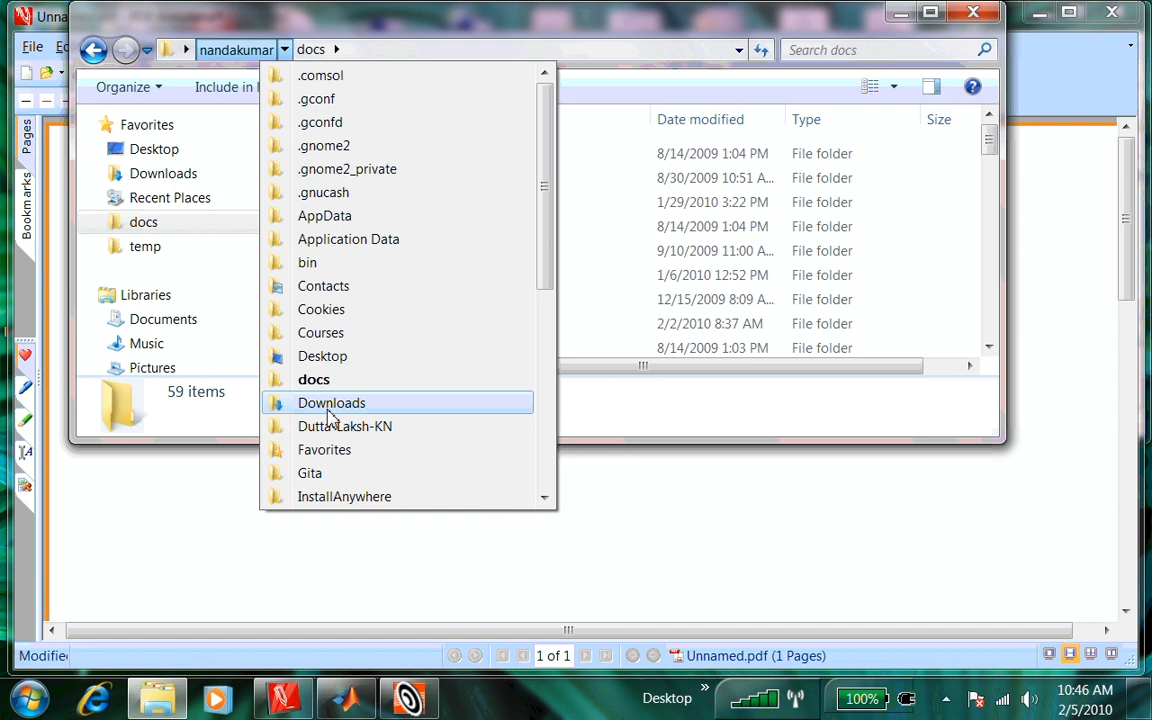 Unna
File Ed
nandakumar docs
Search docs
Organize Include in l
Favorites
Desktop
Downloads
Recent Places
docs
temp
Libraries
Documents
Music
Pictures
59 items
.comsol
.gconf
.gconfd
.gnome2
.gnome2_private
.gnucash
AppData
Application Data
bin
Contacts
Cookies
Courses
Desktop
docs
Downloads
Dutta-Laksh-KN
Favorites
Gita
InstallAnywhere
Date modified Type Size
8/14/2009 1:04 PM File folder
8/30/2009 10:51 A... File folder
1/29/2010 3:22 PM File folder
8/14/2009 1:04 PM File folder
9/10/2009 11:00 A... File folder
1/6/2010 12:52 PM File folder
12/15/2009 8:09 A... File folder
2/2/2010 8:37 AM File folder
8/14/2009 1:03 PM File folder
Pages
Bookmarks
Modified
1 of 1
Unnamed.pdf (1 Pages)
Desktop »
100%
10:46 AM
2/5/2010